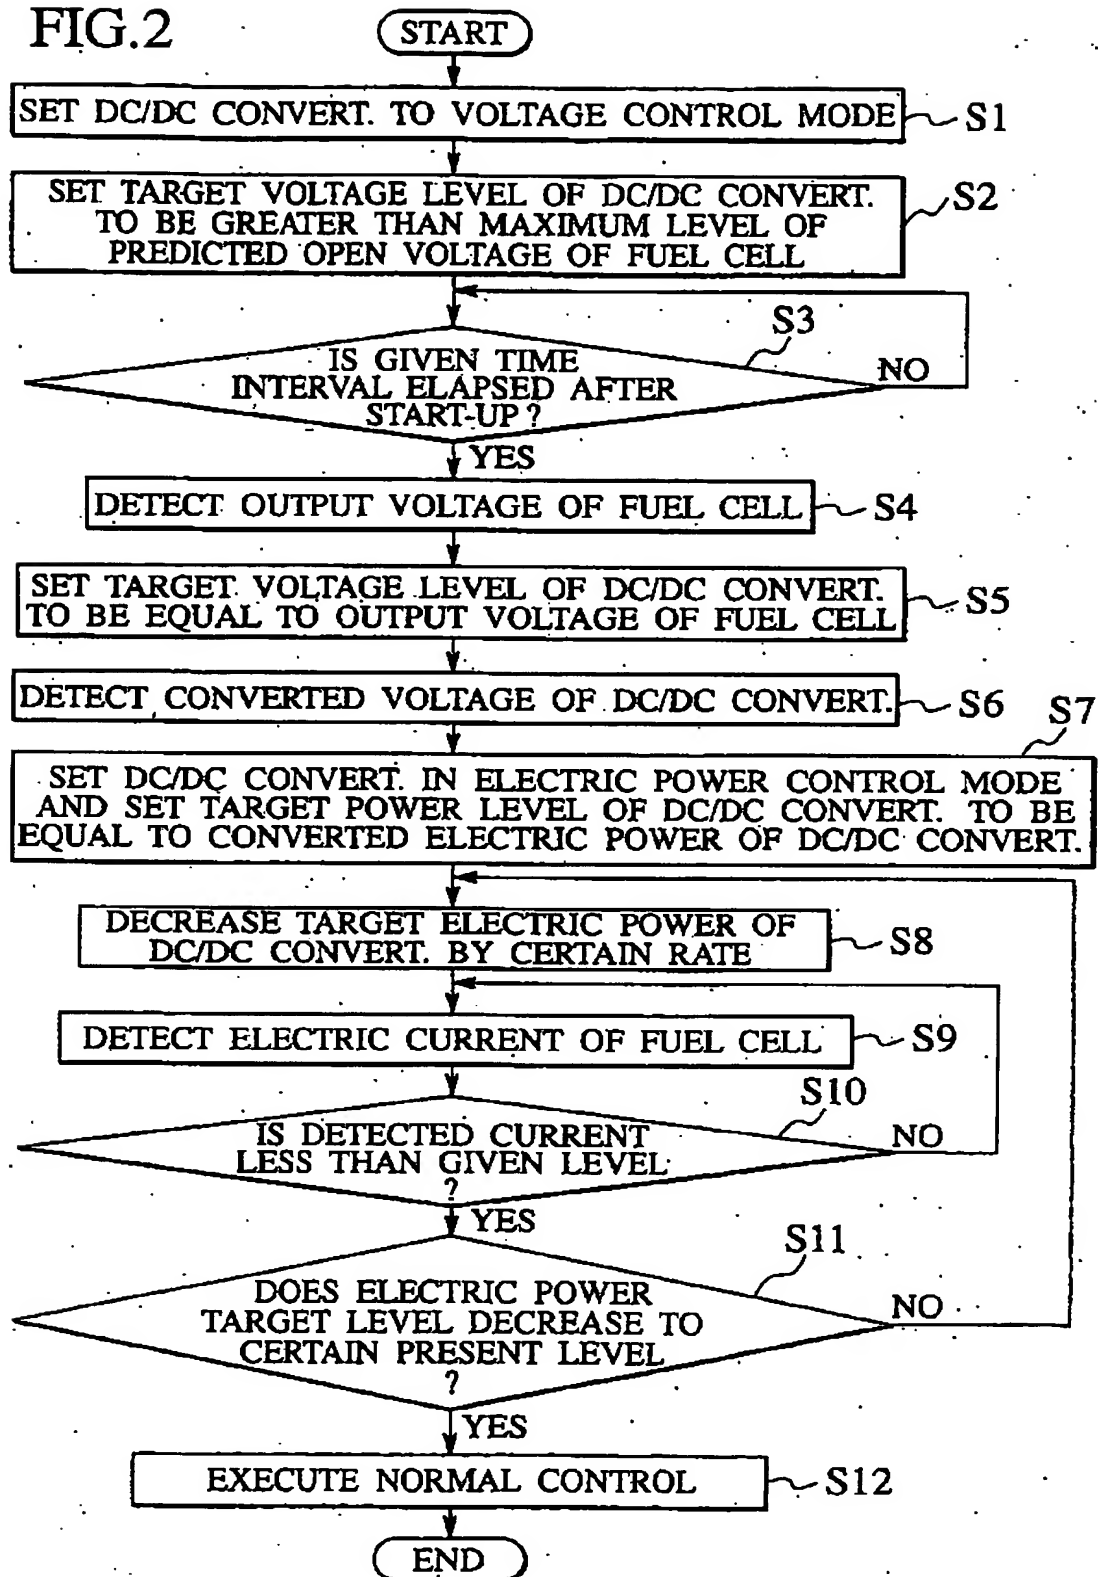 FIG.2
START
SET DC/DC CONVERT. TO VOLTAGE CONTROL MODE
S1
SET TARGET VOLTAGE LEVEL OF DC/DC CONVERT.
TO BE GREATER THAN MAXIMUM LEVEL OF
PREDICTED OPEN VOLTAGE OF FUEL CELL
S2
S3
IS GIVEN TIME
INTERVAL ELAPSED AFTER
START-UP ?
NO
YES
DETECT OUTPUT VOLTAGE OF FUEL CELL
S4
SET TARGET VOLTAGE LEVEL OF DC/DC CONVERT.
TO BE EQUAL TO OUTPUT VOLTAGE OF FUEL CELL
S5
DETECT CONVERTED VOLTAGE OF DC/DC CONVERT.
S6
S7
SET DC/DC CONVERT. IN ELECTRIC POWER CONTROL MODE
AND SET TARGET POWER LEVEL OF DC/DC CONVERT. TO BE
EQUAL TO CONVERTED ELECTRIC POWER OF DC/DC CONVERT.
DECREASE TARGET ELECTRIC POWER OF
DC/DC CONVERT. BY CERTAIN RATE
S8
DETECT ELECTRIC CURRENT OF FUEL CELL
S9
S10
IS DETECTED CURRENT
LESS THAN GIVEN LEVEL
?
NO
YES
S11
DOES ELECTRIC POWER
TARGET LEVEL DECREASE TO
CERTAIN PRESENT LEVEL
?
NO
YES
EXECUTE NORMAL CONTROL
S12
END